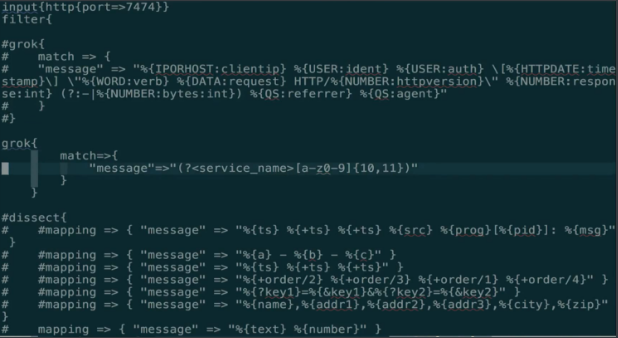 input{http{port=>7474}}
filter{
#grok{
#    match => {
#    "message" => "%{IPORHOST:clientip} %{USER:ident} %{USER:auth} \[%{HTTPDATE:time
stamp}\] \"%{WORD:verb} %{DATA:request} HTTP/%{NUMBER:httpversion}\" %{NUMBER:respon
se:int} (?:-|%{NUMBER:bytes:int}) %{QS:referrer} %{QS:agent}"
#    }
#}
grok{
match=>{
"message"=>"(?<service_name>[a-z0-9]{10,11})"
}
}
#dissect{
#    #mapping => { "message" => "%{ts} %{+ts} %{+ts} %{src} %{prog}[%{pid}]: %{msg}"
}
#    #mapping => { "message" => "%{a} - %{b} - %{c}" }
#    #mapping => { "message" => "%{ts} %{+ts} %{+ts}" }
#    #mapping => { "message" => "%{+order/2} %{+order/3} %{+order/1} %{+order/4}" }
#    #mapping => { "message" => "%{?key1}=%{&key1}&%{?key2}=%{&key2}" }
#    #mapping => { "message" => "%{name},%{addr1},%{addr2},%{addr3},%{city},%{zip}"
}
#    mapping => { "message" => "%{text} %{number}" }